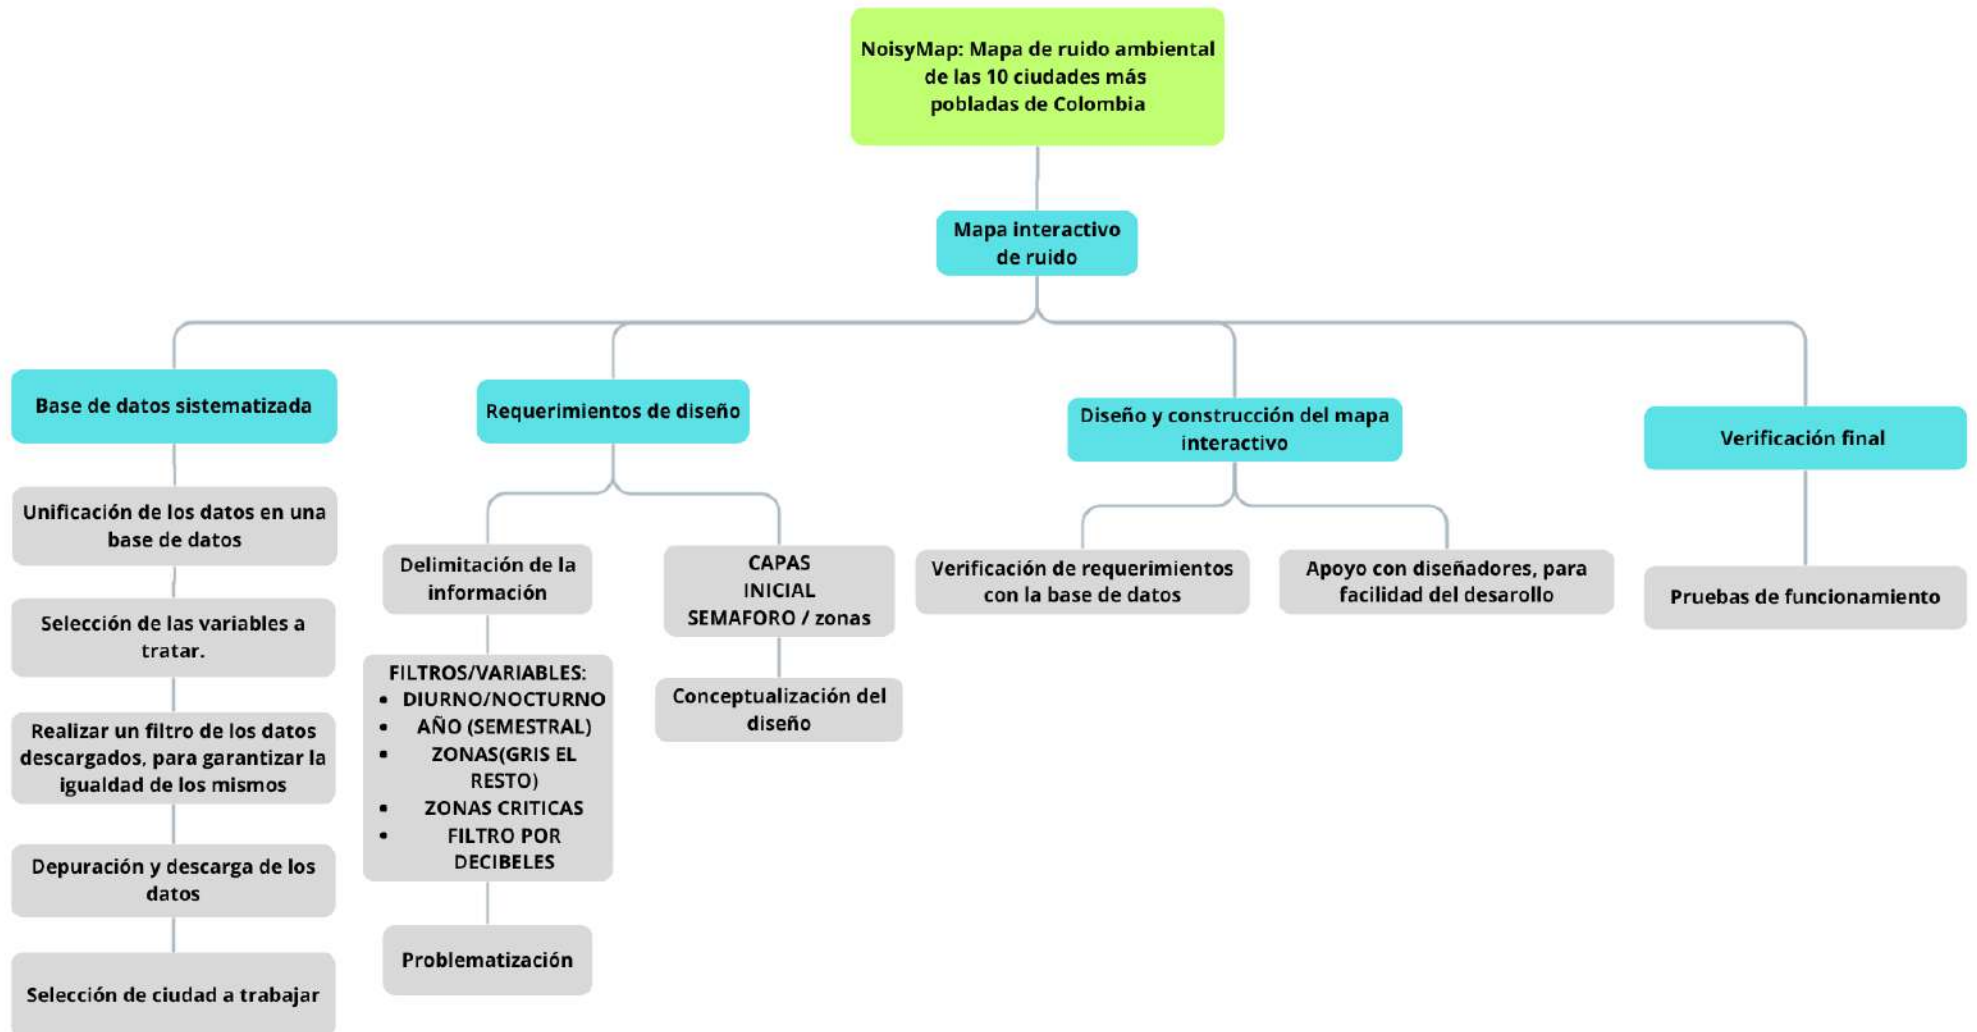 NoisyMap: Mapa de ruido ambiental
de las 10 ciudades más
pobladas de Colombia
Mapa interactivo
de ruido
Base de datos sistematizada
Unificación de los datos en una
base de datos
Selección de las variables a
tratar.
Realizar un filtro de los datos
descargados, para garantizar la
igualdad de los mismos
Depuración y descarga de los
datos
Selección de ciudad a trabajar
Requerimientos de diseño
Delimitación de la
información
FILTROS/VARIABLES:
• DIURNO/NOCTURNO
• AÑO (SEMESTRAL)
• ZONAS(GRIS EL
RESTO)
• ZONAS CRITICAS
• FILTRO POR
DECIBELES
Problematización
CAPAS
INICIAL
SEMAFORO / zonas
Conceptualización del
diseño
Diseño y construcción del mapa
interactivo
Verificación de requerimientos
con la base de datos
Apoyo con diseñadores, para
facilidad del desarollo
Verificación final
Pruebas de funcionamiento